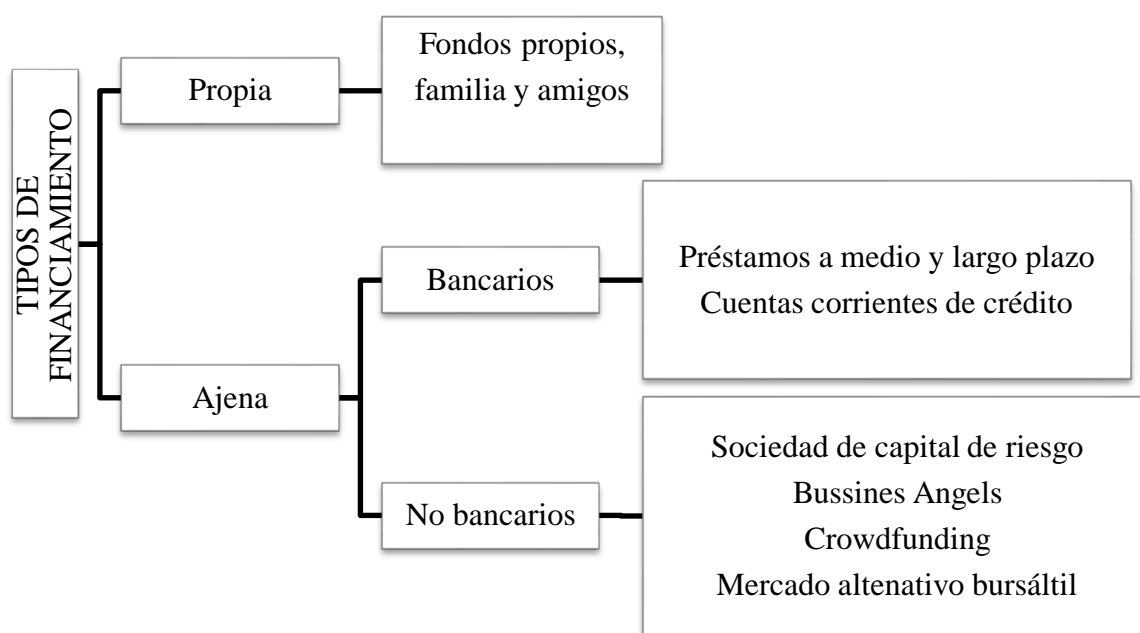 TIPOS DE
FINANCIAMIENTO
Propia
Fondos propios,
familia y amigos
Ajena
Bancarios
Préstamos a medio y largo plazo
Cuentas corrientes de crédito
No bancarios
Sociedad de capital de riesgo
Bussines Angels
Crowdfunding
Mercado altenativo bursáltil